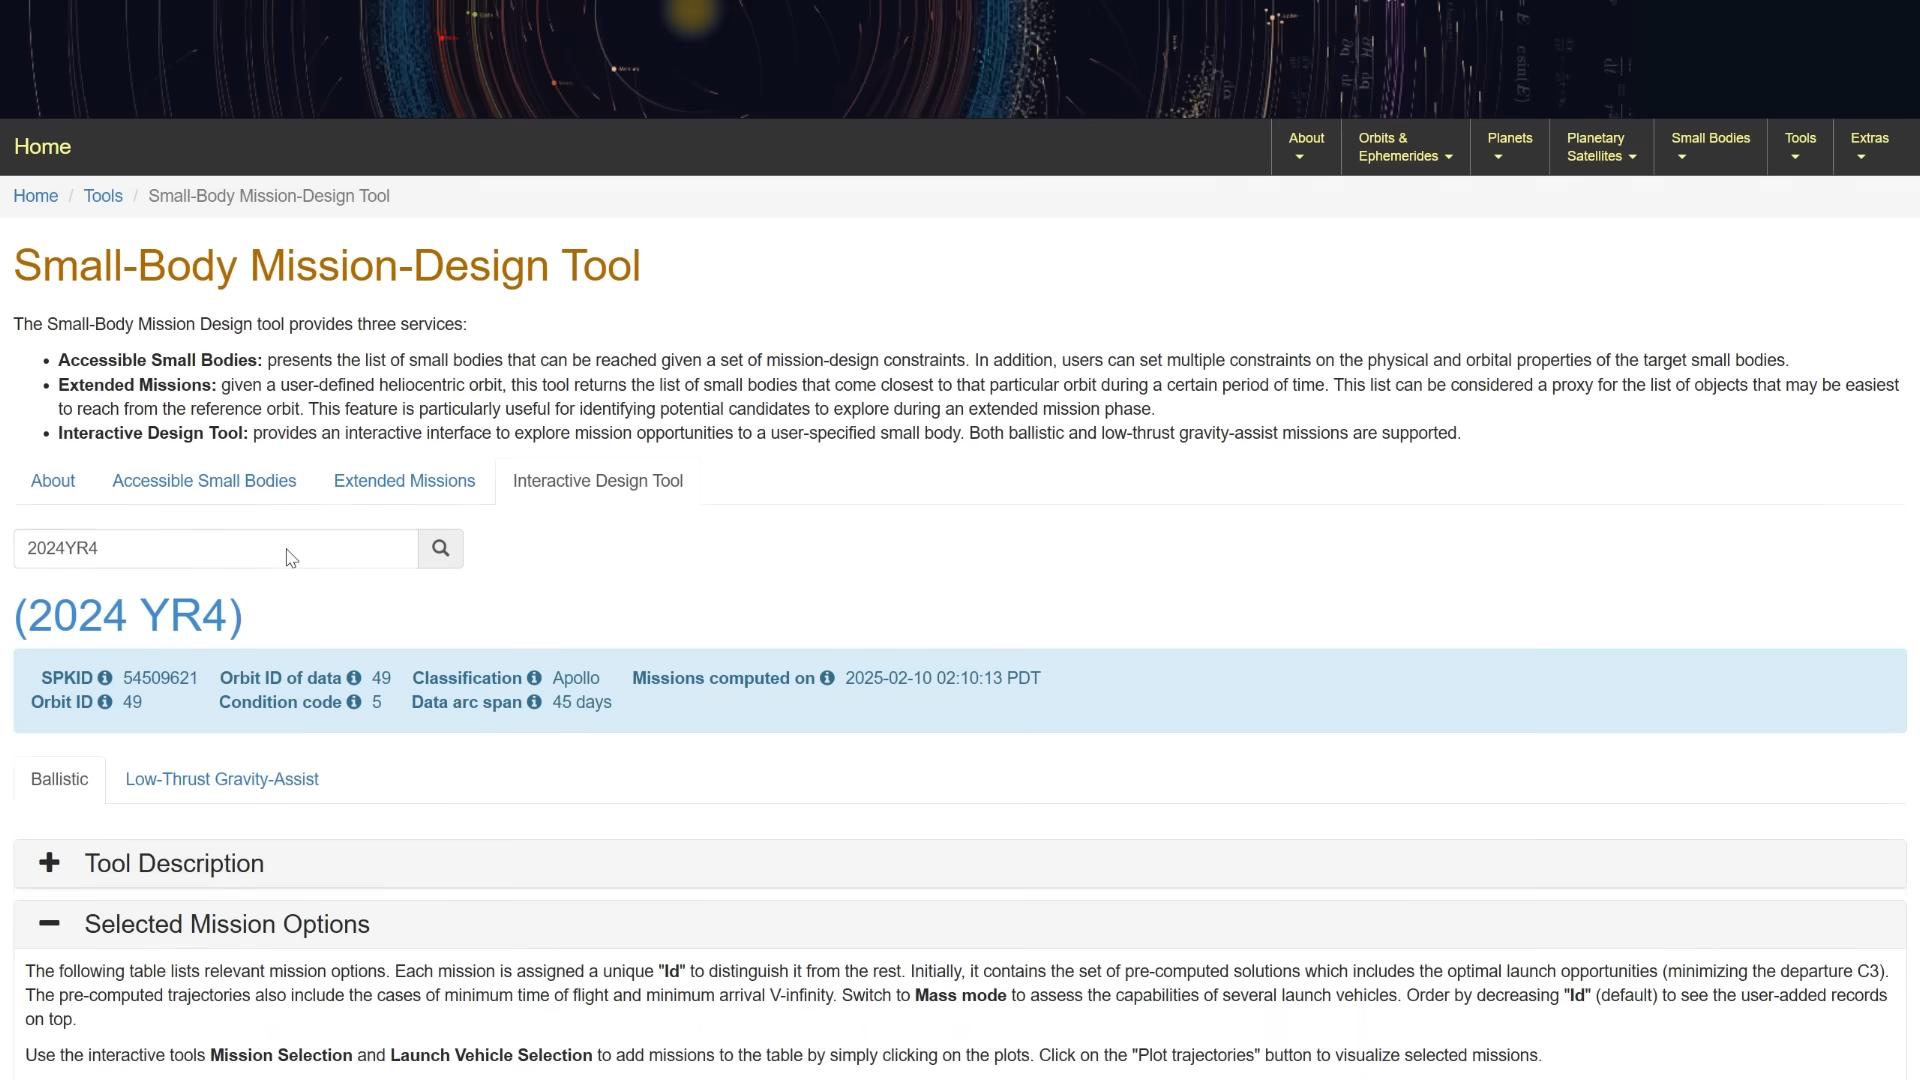 Home
About
Orbits &
Ephemerides
Planets
Planetary
Satellites
Small Bodies
Tools
Extras
Home / Tools / Small-Body Mission-Design Tool
Small-Body Mission-Design Tool
The Small-Body Mission Design tool provides three services:
• Accessible Small Bodies: presents the list of small bodies that can be reached given a set of mission-design constraints. In addition, users can set multiple constraints on the physical and orbital properties of the target small bodies.
• Extended Missions: given a user-defined heliocentric orbit, this tool returns the list of small bodies that come closest to that particular orbit during a certain period of time. This list can be considered a proxy for the list of objects that may be easiest
to reach from the reference orbit. This feature is particularly useful for identifying potential candidates to explore during an extended mission phase.
• Interactive Design Tool: provides an interactive interface to explore mission opportunities to a user-specified small body. Both ballistic and low-thrust gravity-assist missions are supported.
About Accessible Small Bodies Extended Missions Interactive Design Tool
2024YR4
(2024 YR4)
SPKID 54509621 Orbit ID of data 49 Classification Apollo Missions computed on 2025-02-10 02:10:13 PDT
Orbit ID 49 Condition code 5 Data arc span 45 days
Ballistic Low-Thrust Gravity-Assist
Tool Description
Selected Mission Options
The following table lists relevant mission options. Each mission is assigned a unique "Id" to distinguish it from the rest. Initially, it contains the set of pre-computed solutions which includes the optimal launch opportunities (minimizing the departure C3).
The pre-computed trajectories also include the cases of minimum time of flight and minimum arrival V-infinity. Switch to Mass mode to assess the capabilities of several launch vehicles. Order by decreasing "Id" (default) to see the user-added records
on top.
Use the interactive tools Mission Selection and Launch Vehicle Selection to add missions to the table by simply clicking on the plots. Click on the "Plot trajectories" button to visualize selected missions.